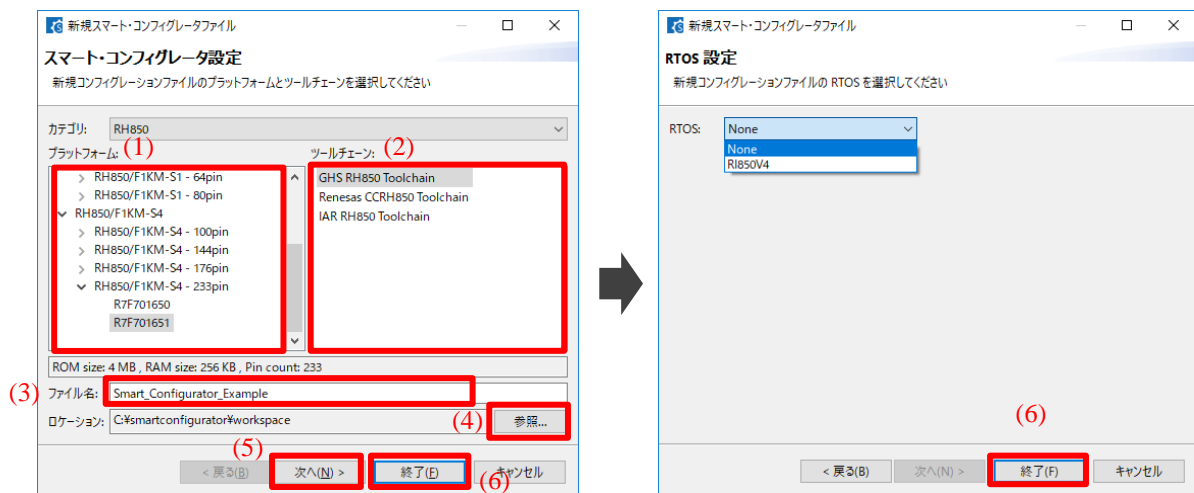 新規スマート・コンフィグレータファイル
スマート・コンフィグレータ設定
新規コンフィグレーションファイルのプラットフォームとツールチェーンを選択してください
カテゴリ: RH850
プラットフォーム: (1) ツールチェーン: (2)
RH850/F1KM-S1 - 64pin
RH850/F1KM-S1 - 80pin
RH850/F1KM-S4
RH850/F1KM-S4 - 100pin
RH850/F1KM-S4 - 144pin
RH850/F1KM-S4 - 176pin
RH850/F1KM-S4 - 233pin
R7F701650
R7F701651
GHS RH850 Toolchain
Renesas CCRH850 Toolchain
IAR RH850 Toolchain
ROM size: 4 MB , RAM size: 256 KB , Pin count: 233
(3) ファイル名: Smart_Configurator_Example
ロケーション: C:¥smartconfigurator¥workspace (4) 参照...
(5)
< 戻る(B) 次へ(N) > 終了(F) (6) キャンセル
新規スマート・コンフィグレータファイル
RTOS 設定
新規コンフィグレーションファイルの RTOS を選択してください
RTOS: None
None
RI850V4
(6)
< 戻る(B) 次へ(N) > 終了(F) キャンセル